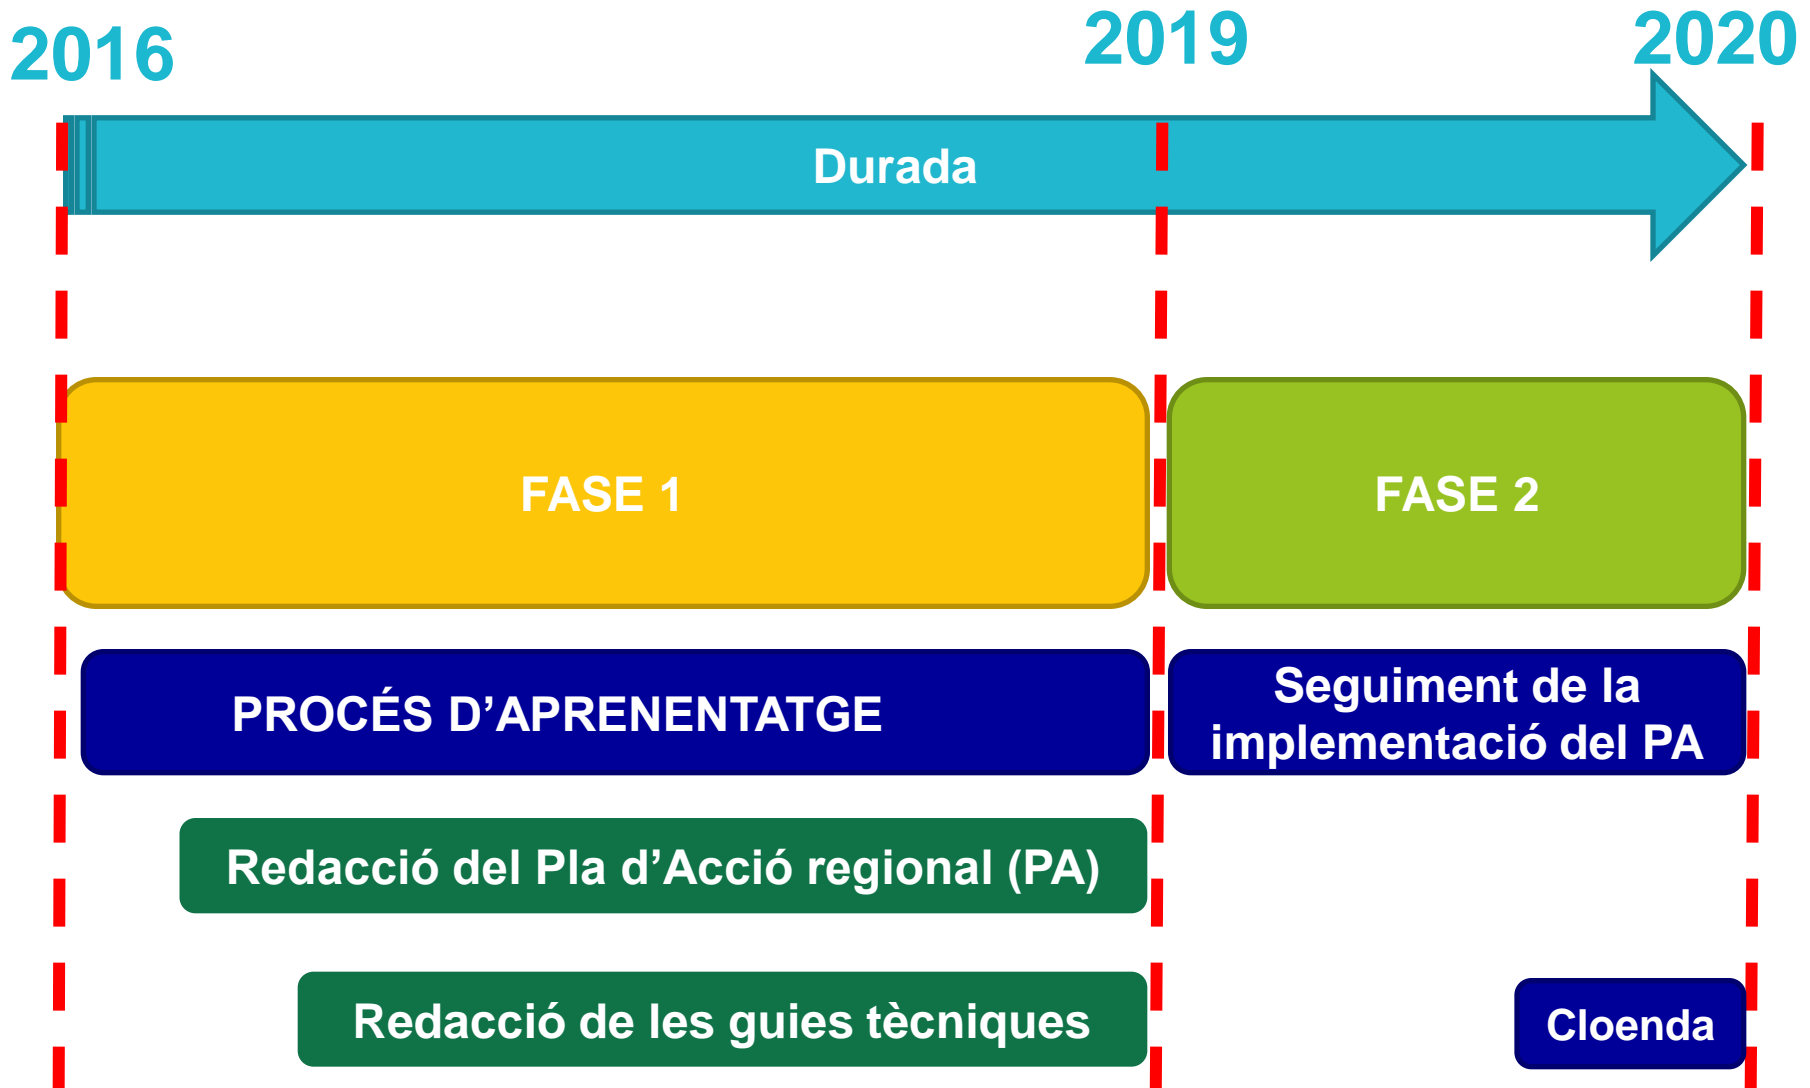 2016
2019
2020
Durada
FASE 1
FASE 2
PROCÉS D’APRENENTATGE
Seguiment de la
implementació del PA
Redacció del Pla d’Acció regional (PA)
Redacció de les guies tècniques
Cloenda